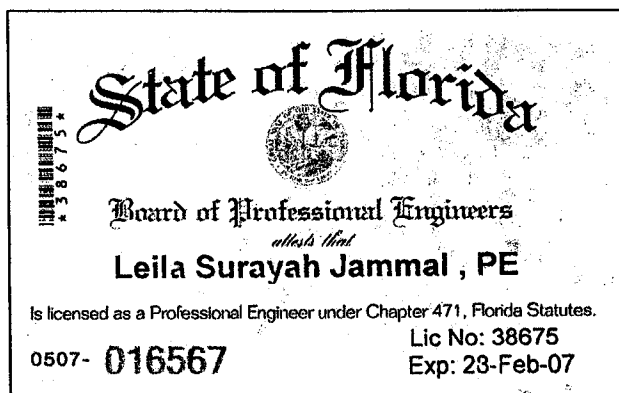 State of Florida
*38675*
Board of Professional Engineers
attests that
Leila Surayah Jammal , PE
Is licensed as a Professional Engineer under Chapter 471, Florida Statutes.
Lic No: 38675
0507- 016567
Exp: 23-Feb-07